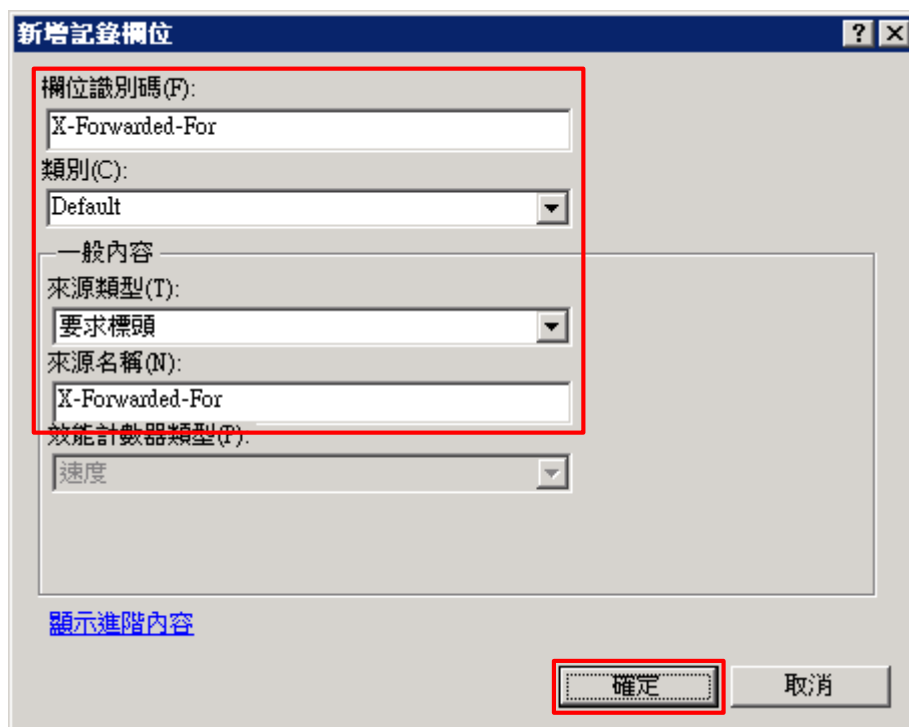 新增記錄欄位
欄位識別碼(F):
X-Forwarded-For
類別(C):
Default
一般內容
來源類型(T):
要求標頭
來源名稱(N):
X-Forwarded-For
效能計數器類型(P):
速度
顯示進階內容
確定 取消